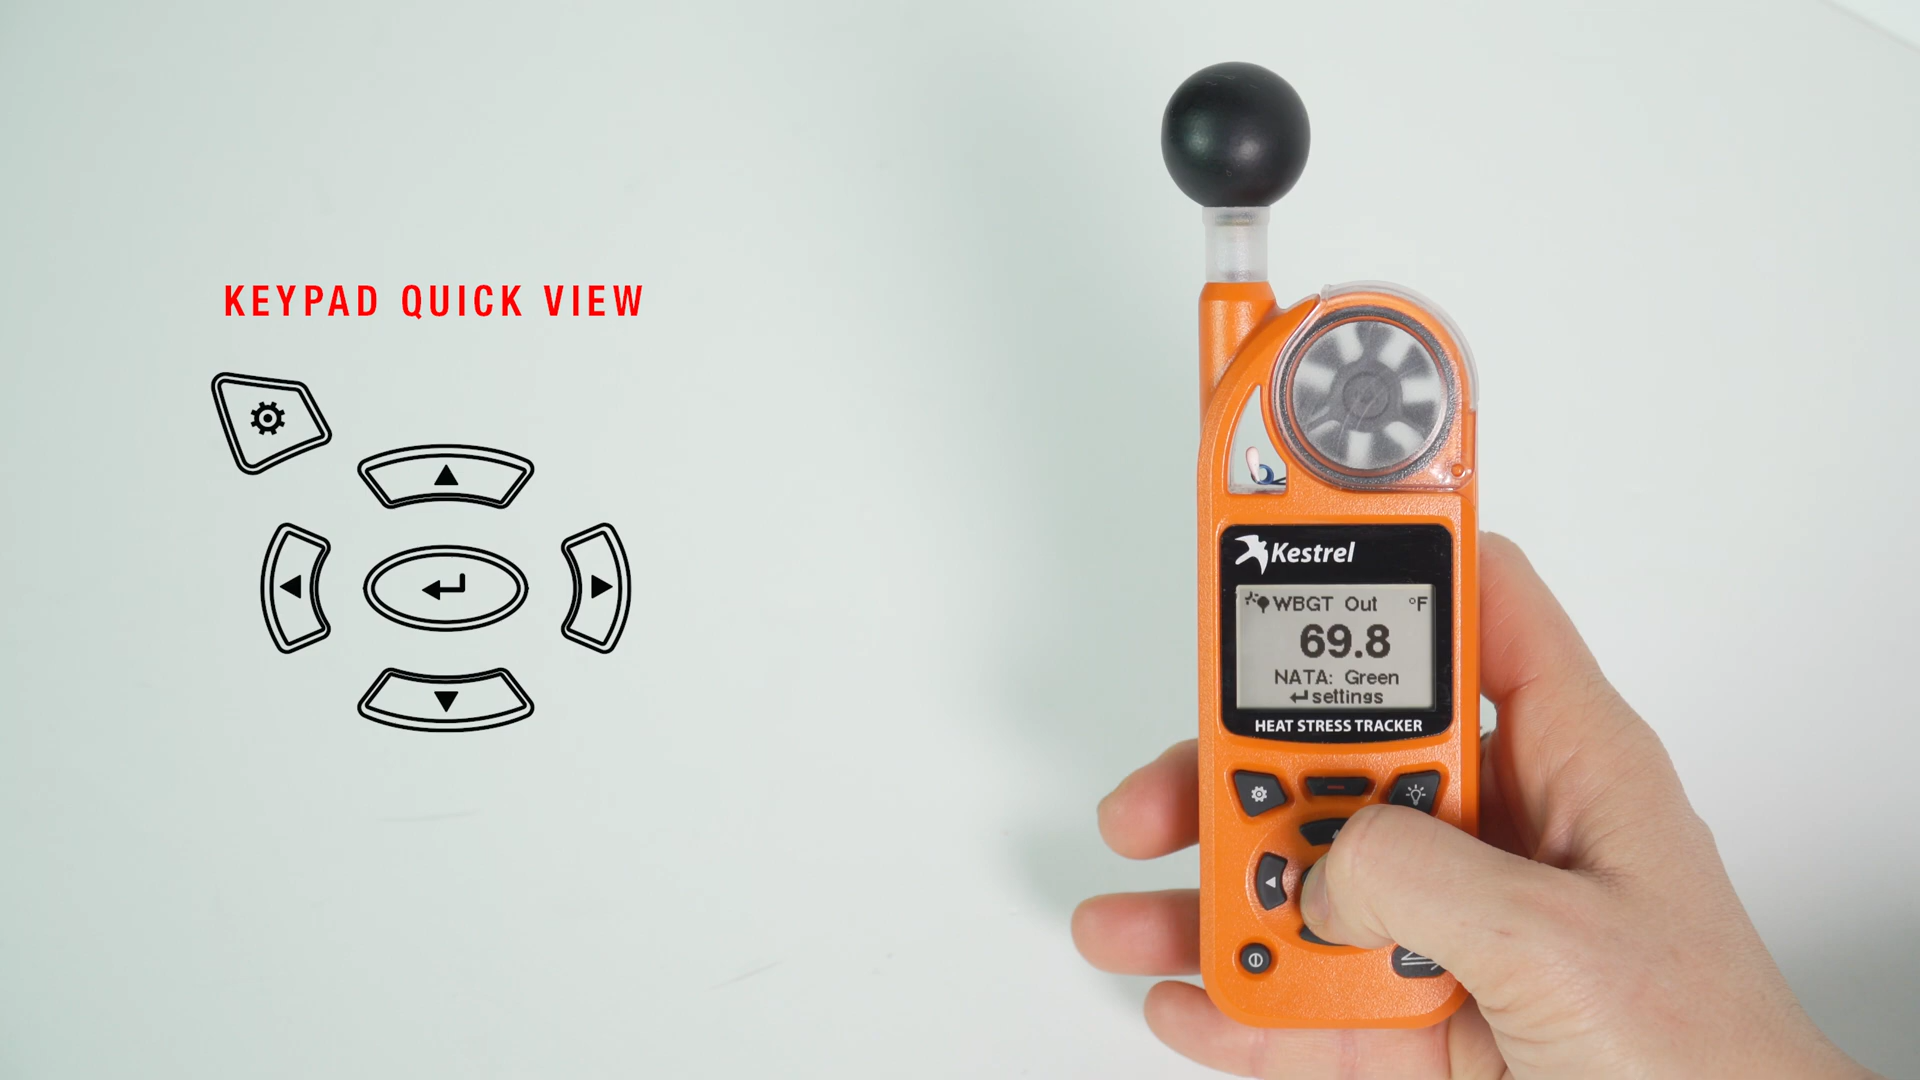 KEYPAD QUICK VIEW
Kestrel
WBGT Out °F
69.8
NATA: Green
↵ settings
HEAT STRESS TRACKER